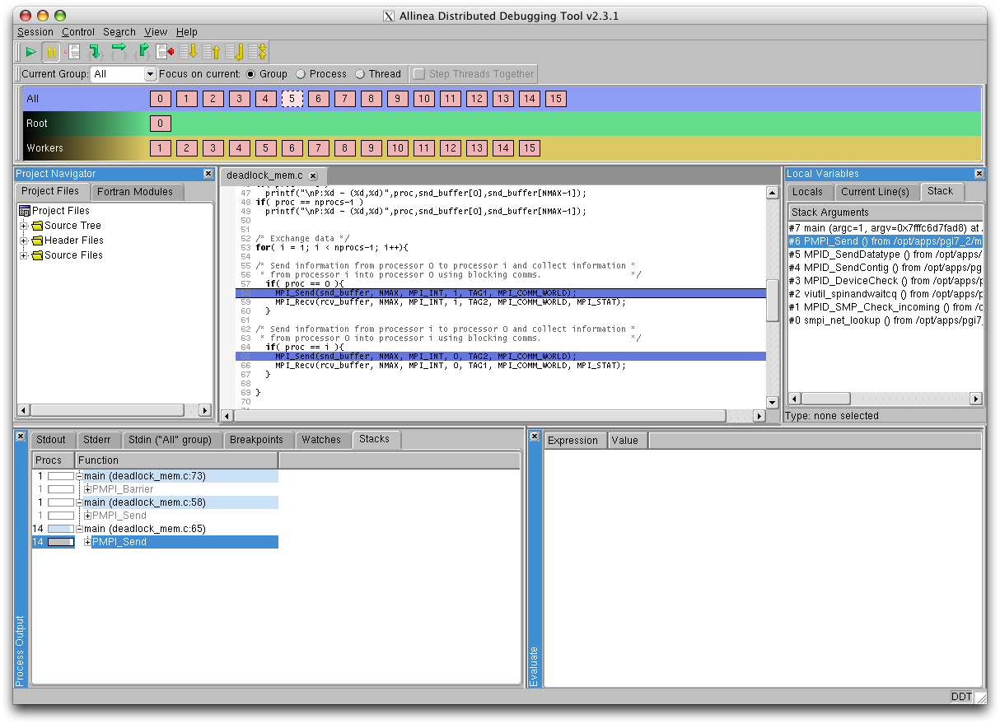 Allinea Distributed Debugging Tool v2.3.1
Session Control Search View Help
Current Group: All Focus on current: Group Process Thread Step Threads Together
All 0 1 2 3 4 5 6 7 8 9 10 11 12 13 14 15
Root 0
Workers 1 2 3 4 5 6 7 8 9 10 11 12 13 14 15
Project Navigator
Project Files Fortran Modules
Project Files
Source Tree
Header Files
Source Files
deadlock_mem.c
47 printf("\nP:%d - (%d,%d)",proc,snd_buffer[0],snd_buffer[NMAX-1]);
48 if( proc == nprocs-1 )
49 printf("\nP:%d - (%d,%d)",proc,snd_buffer[0],snd_buffer[NMAX-1]);
50
51
52 /* Exchange data */
53 for( i = 1; i < nprocs-1; i++){
54
55 /* Send information from processor 0 to processor i and collect information *
56 * from processor i into processor 0 using blocking comms. */
57 if( proc == 0 ){
58 MPI_Send(snd_buffer, NMAX, MPI_INT, i, TAG1, MPI_COMM_WORLD);
59 MPI_Recv(rcv_buffer, NMAX, MPI_INT, i, TAG2, MPI_COMM_WORLD, MPI_STAT);
60 }
61
62 /* Send information from processor i to processor 0 and collect information *
63 * from processor 0 into processor i using blocking comms. */
64 if( proc == i ){
65 MPI_Send(snd_buffer, NMAX, MPI_INT, 0, TAG2, MPI_COMM_WORLD);
66 MPI_Recv(rcv_buffer, NMAX, MPI_INT, 0, TAG1, MPI_COMM_WORLD, MPI_STAT);
67 }
68
69 }
70
Local Variables
Locals Current Line(s) Stack
Stack Arguments
#7 main (argc=1, argv=0x7fffc6d7fad8) at .
#6 PMPI_Send () from /opt/apps/pgi7_2/m
#5 MPID_SendDatatype () from /opt/apps/
#4 MPID_SendContig () from /opt/apps/pg
#3 MPID_DeviceCheck () from /opt/apps/p
#2 viutil_spinandwaitcq () from /opt/apps/
#1 MPID_SMP_Check_incoming () from /o
#0 smpi_net_lookup () from /opt/apps/pgi7_
Type: none selected
Process Output
Stdout Stderr Stdin ("All" group) Breakpoints Watches Stacks
Procs Function
1 main (deadlock_mem.c:73)
1 PMPI_Barrier
1 main (deadlock_mem.c:58)
1 PMPI_Send
14 main (deadlock_mem.c:65)
14 PMPI_Send
Evaluate
Expression Value
DDT